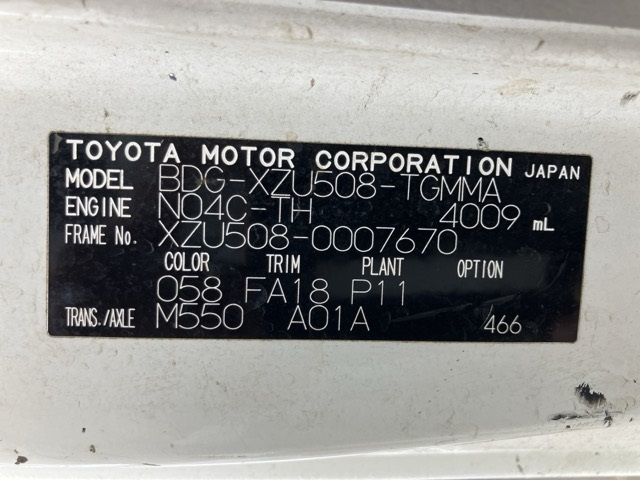 TOYOTA MOTOR CORPORATION JAPAN
MODEL BDG-XZU508-TGMMA
ENGINE N04C-TH 4009 mL
FRAME No. XZU508-0007670
COLOR TRIM PLANT OPTION
058 FA18 P11
TRANS./AXLE M550 A01A 466